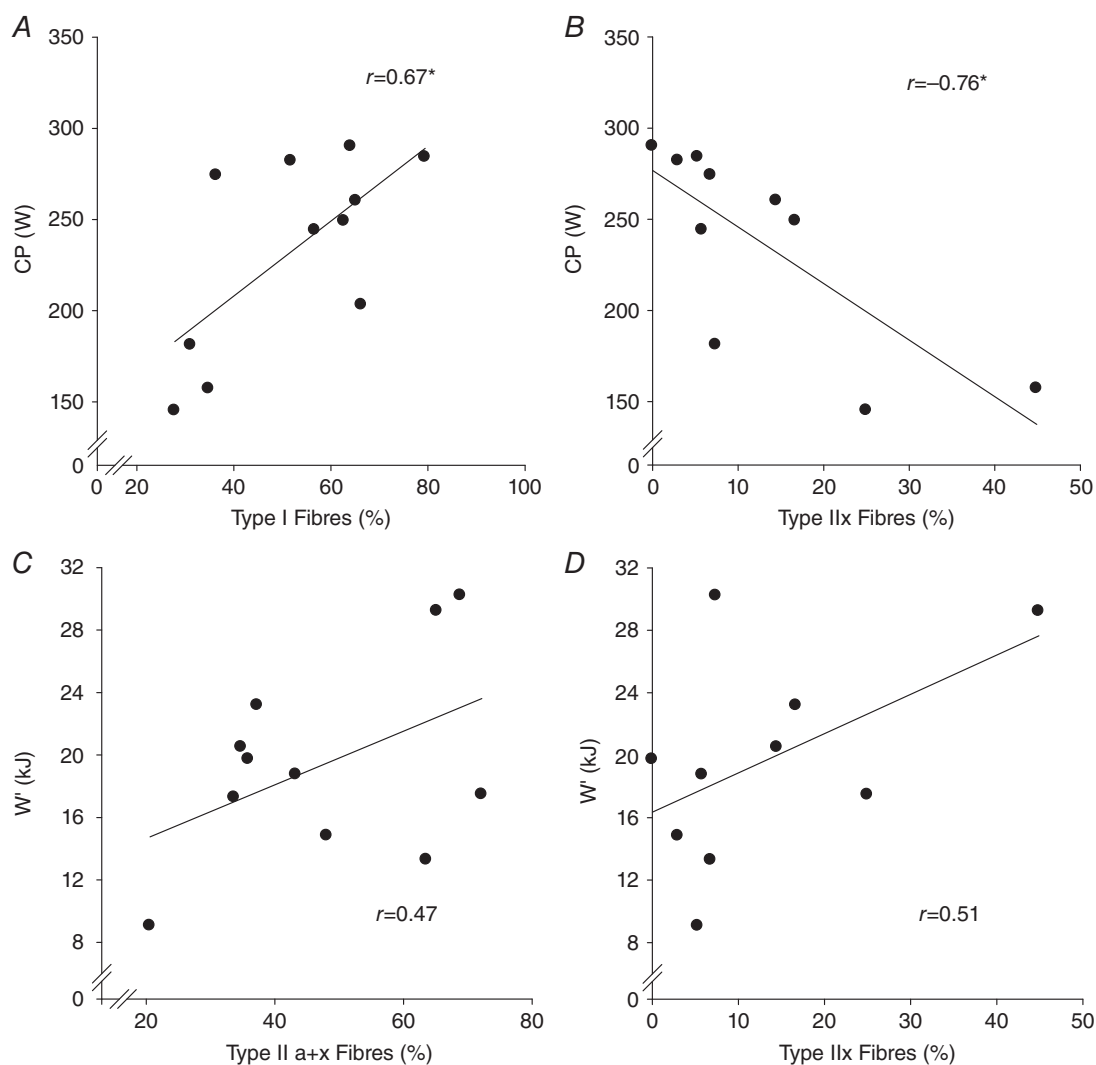 A
350
300
250
200
150
0
CP (W)
r=0.67*
0 20 40 60 80 100
Type I Fibres (%)
B
350
300
250
200
150
0
CP (W)
r=–0.76*
0 10 20 30 40 50
Type IIx Fibres (%)
C
32
28
24
20
16
12
8
0
W' (kJ)
r=0.47
20 40 60 80
Type II a+x Fibres (%)
D
32
28
24
20
16
12
8
0
W' (kJ)
r=0.51
0 10 20 30 40 50
Type IIx Fibres (%)